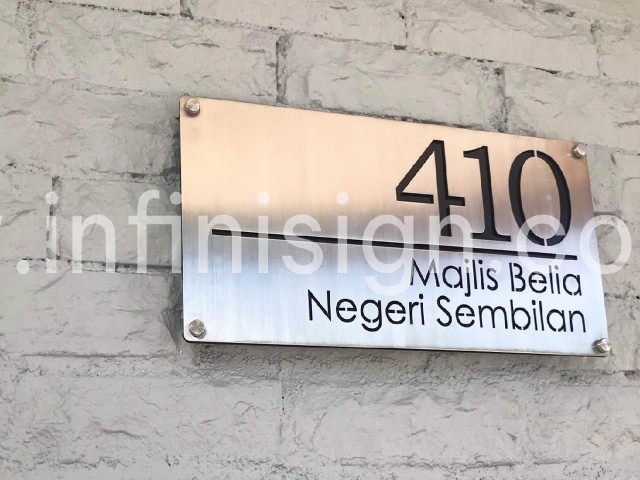 410
Majlis Belia
Negeri Sembilan
.infinisign.co